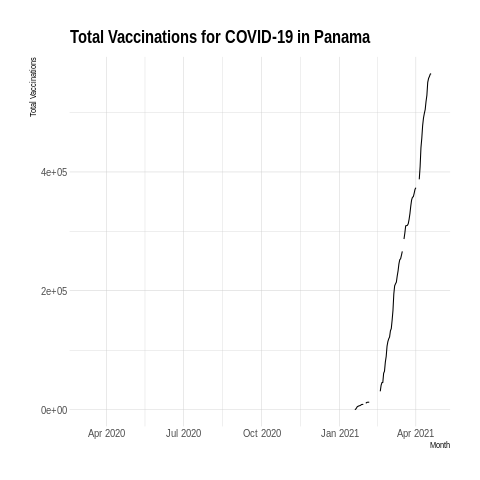 Total Vaccinations for COVID-19 in Panama
Total Vaccinations
4e+05
2e+05
0e+00
Apr 2020 Jul 2020 Oct 2020 Jan 2021 Apr 2021
Month